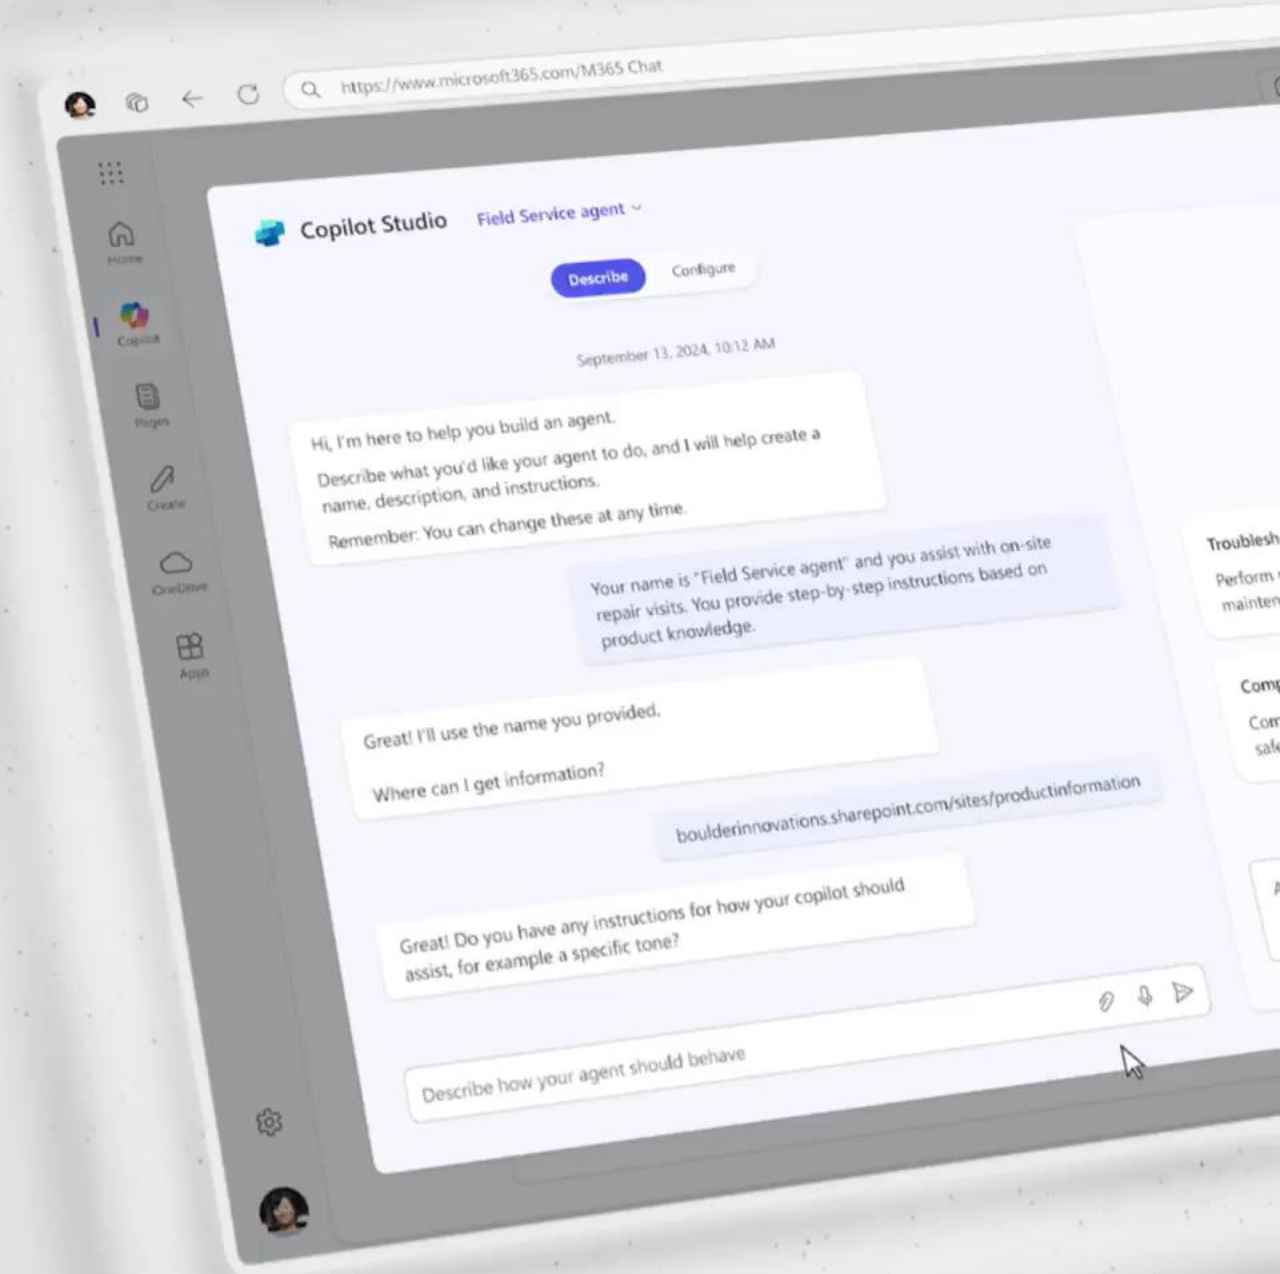 https://www.microsoft365.com/M365 Chat
Home
Copilot
Pages
Create
OneDrive
Apps
Copilot Studio
Field Service agent
Describe
Configure
September 13, 2024, 10:12 AM
Hi, I'm here to help you build an agent.
Describe what you'd like your agent to do, and I will help create a
name, description, and instructions.
Remember: You can change these at any time.
Your name is "Field Service agent" and you assist with on-site
repair visits. You provide step-by-step instructions based on
product knowledge.
Great! I'll use the name you provided.
Where can I get information?
boulderinnovations.sharepoint.com/sites/productinformation
Great! Do you have any instructions for how your copilot should
assist, for example a specific tone?
Describe how your agent should behave
Troublesh
Perform
mainten
Comp
Com
safe